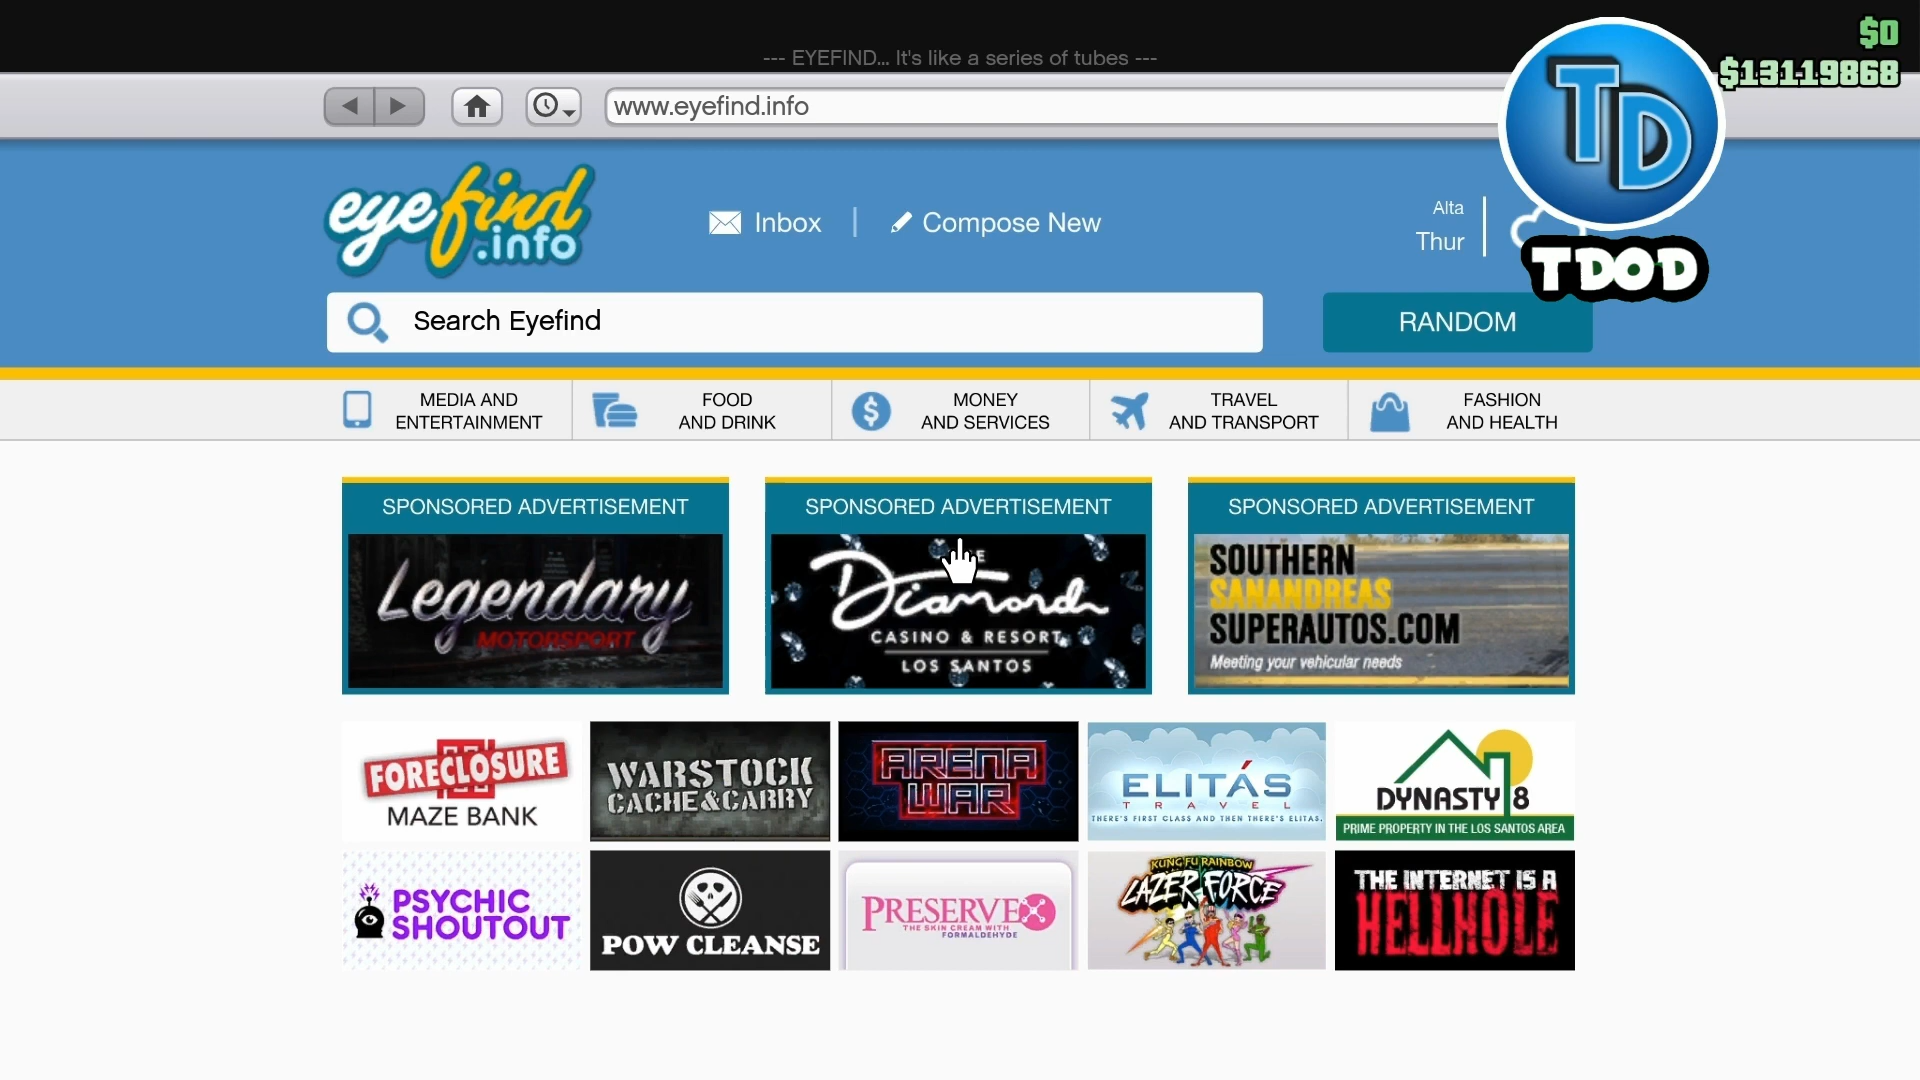 $0
--- EYEFIND... It's like a series of tubes ---
$13119868
www.eyefind.info
TD
eyefind
.info
Inbox
Compose New
Alta
Thur
TDOD
Search Eyefind
RANDOM
MEDIA AND
ENTERTAINMENT
FOOD
AND DRINK
MONEY
AND SERVICES
TRAVEL
AND TRANSPORT
FASHION
AND HEALTH
SPONSORED ADVERTISEMENT
Legendary
MOTORSPORT
SPONSORED ADVERTISEMENT
Diamond
CASINO & RESORT
LOS SANTOS
SPONSORED ADVERTISEMENT
SOUTHERN
SANANDREAS
SUPERAUTOS.COM
Meeting your vehicular needs
FORECLOSURE
MAZE BANK
WARSTOCK
CACHE&CARRY
ARENA
WAR
ELITÁS
TRAVEL
THERE'S FIRST CLASS AND THEN THERE'S ELITAS.
DYNASTY 8
PRIME PROPERTY IN THE LOS SANTOS AREA
PSYCHIC
SHOUTOUT
POW CLEANSE
PRESERVEX
THE SKIN CREAM WITH
FORMALDEHYDE
KUNG FU RAINBOW
LAZER FORCE
THE INTERNET IS A
HELLHOLE